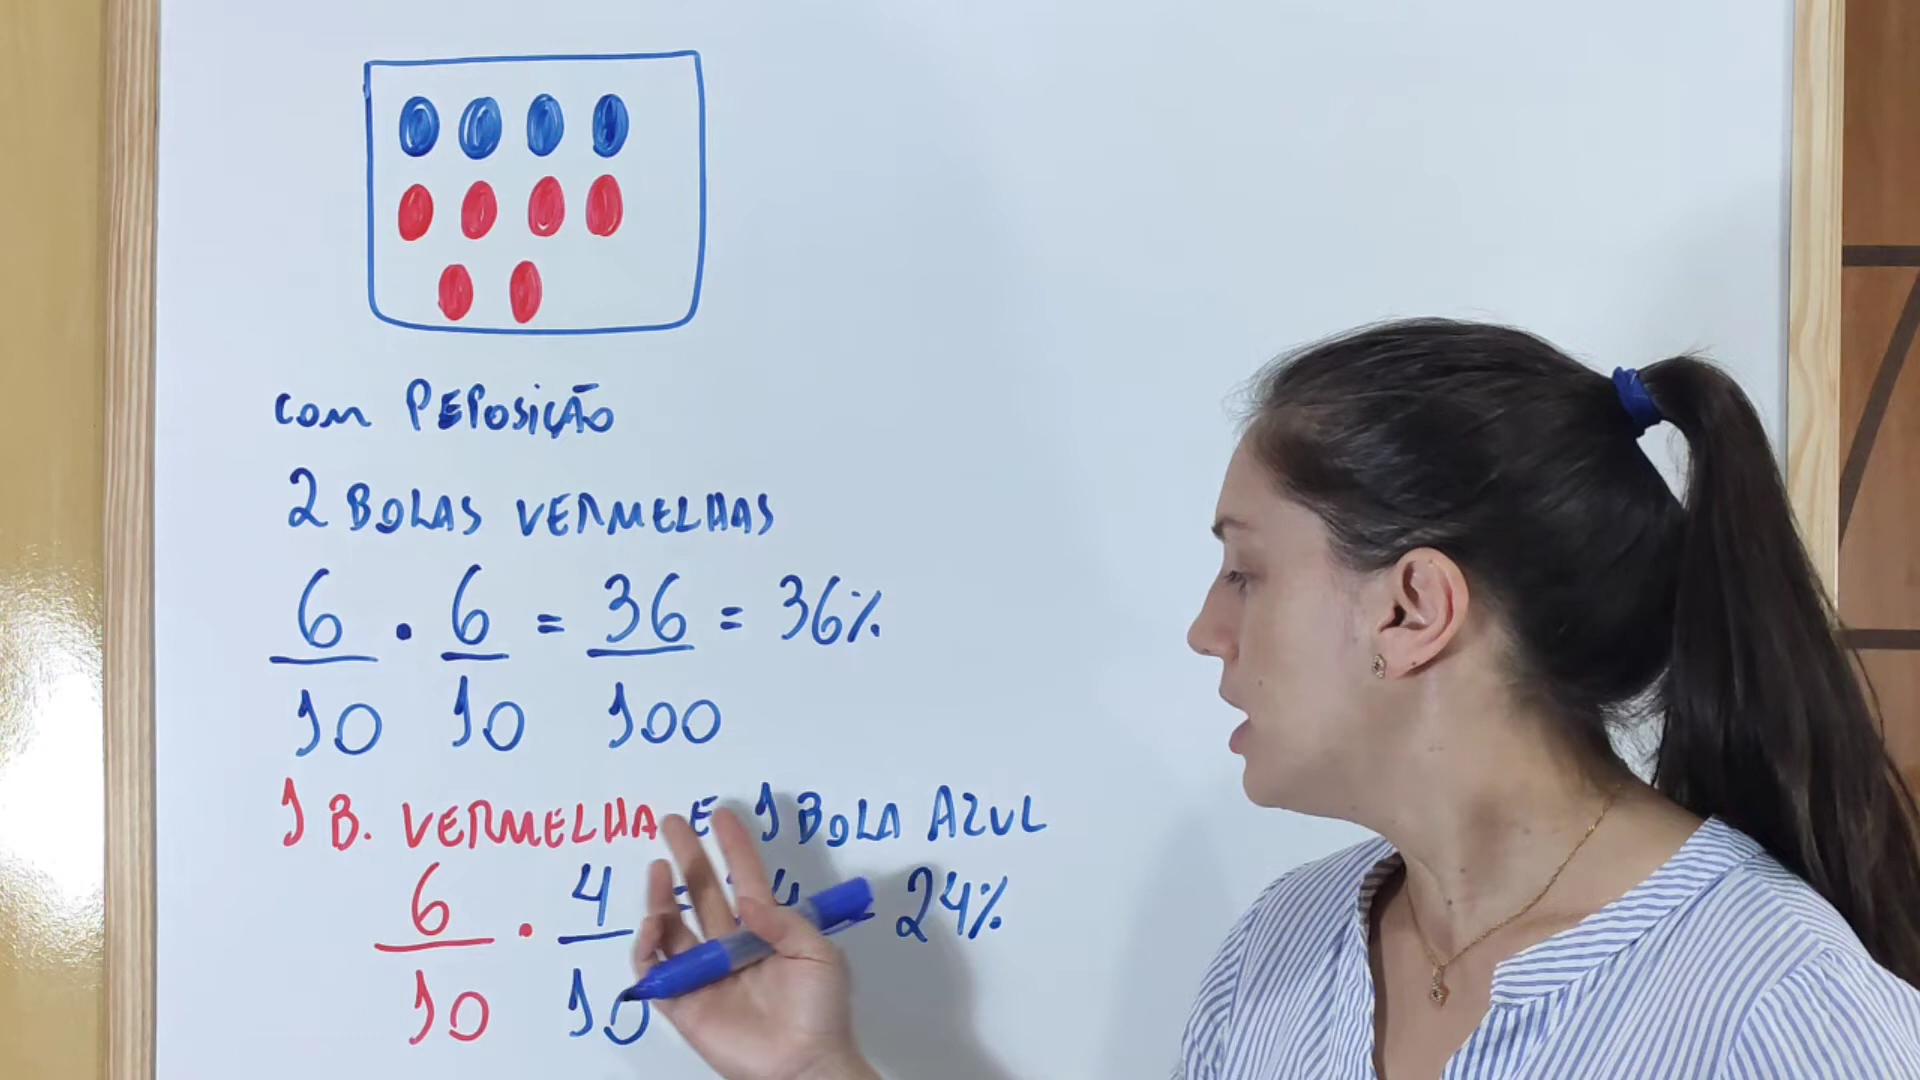 com REPOSIÇÃO
2 BOLAS VERMELHAS
6/10 . 6/10 = 36/100 = 36%
1 B. VERMELHA E 1 BOLA AZUL
6/10 . 4/10 = = 24%